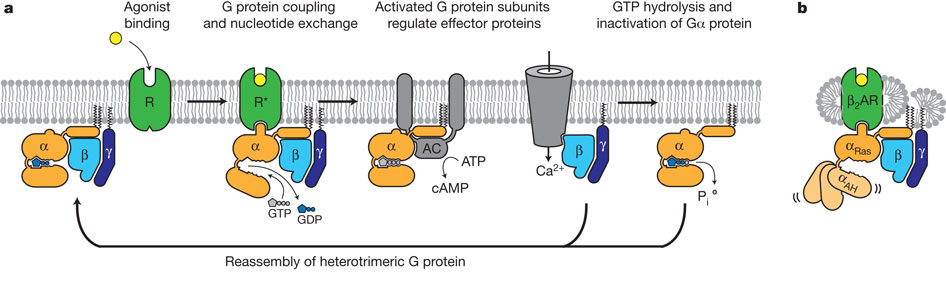 a
b
Agonist
binding
G protein coupling
and nucleotide exchange
Activated G protein subunits
regulate effector proteins
GTP hydrolysis and
inactivation of Gα protein
R
R*
β₂AR
α
β
γ
α
β
γ
α
AC
ATP
cAMP
β
γ
Ca²⁺
α
Pᵢ
αRas
β
γ
αAH
GTP
GDP
Reassembly of heterotrimeric G protein